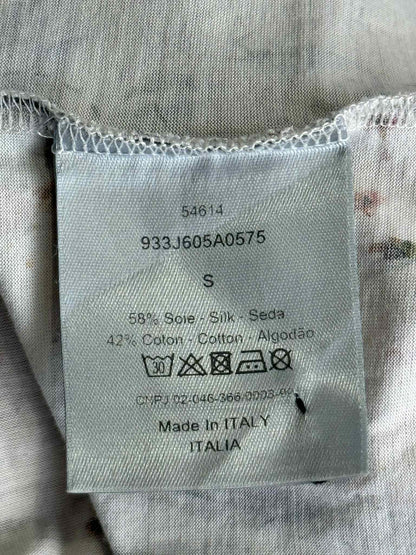 54614
933J605A0575
S
58% Soie - Silk - Seda
42% Coton - Cotton - Algodão
30
CNPJ 02-046-366/0003-
Made In ITALY
ITALIA